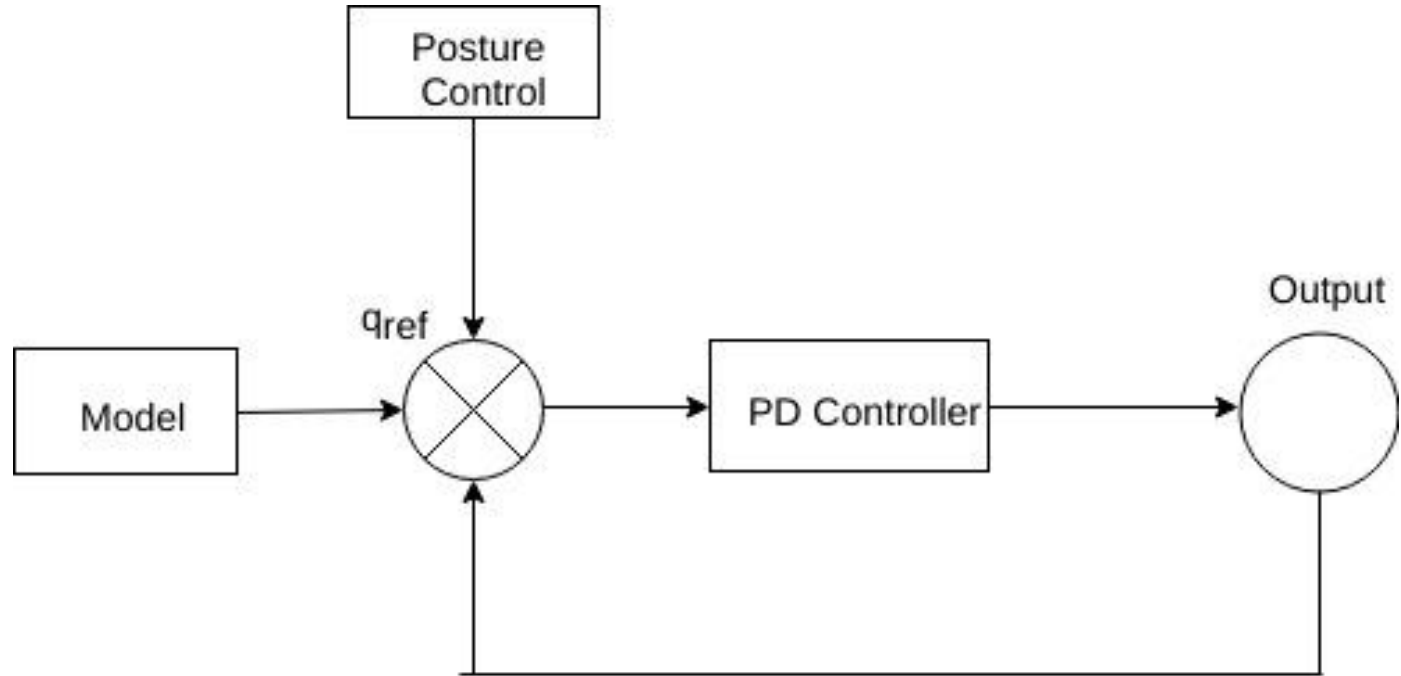 Posture
Control
qref
Output
Model
PD Controller